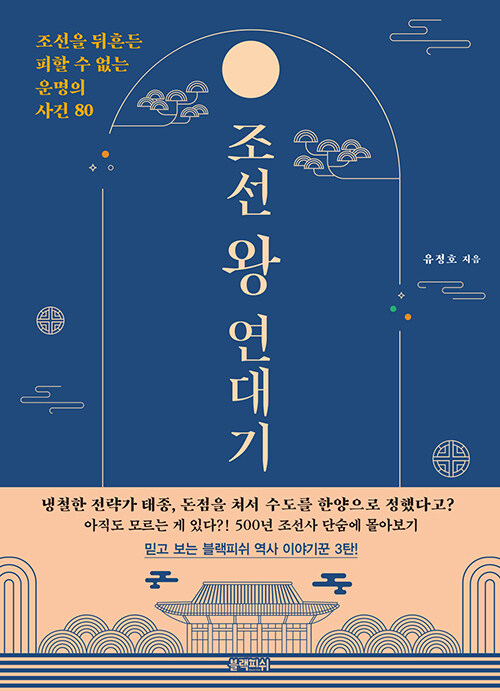 조선을 뒤흔든
피할 수 없는
운명의
사건 80
조선 왕 연대기
유정호 지음
냉철한 전략가 태종, 돈점을 쳐서 수도를 한양으로 정했다고?
아직도 모르는 게 있다?! 500년 조선사 단숨에 몰아보기
믿고 보는 블랙피쉬 역사 이야기꾼 3탄!
블랙피쉬